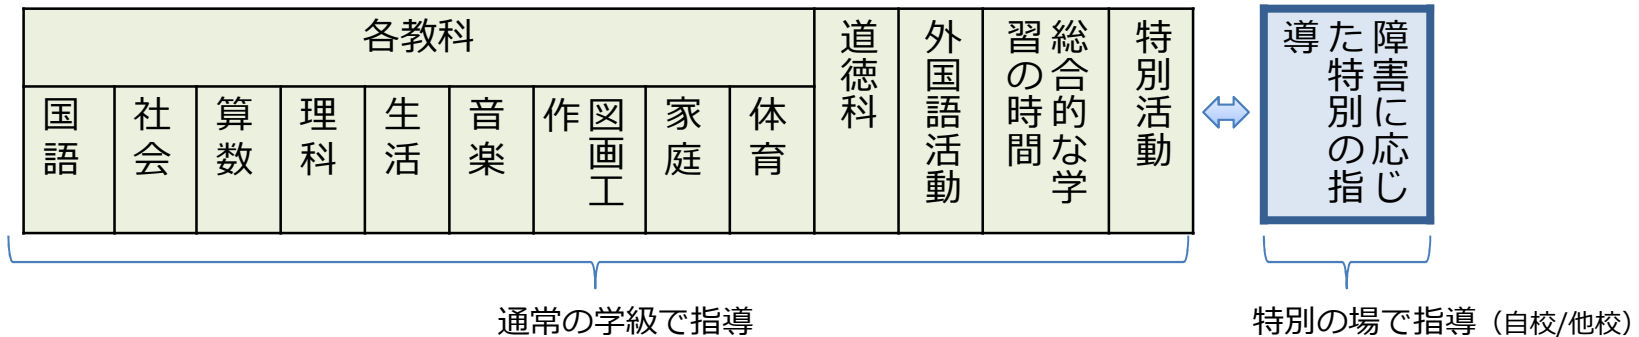 各教科
国語
社会
算数
理科
生活
音楽
図画工
作
家庭
体育
道徳科
外国語活動
総合的な学
習の時間
特別活動
障害に応じ
た特別の指
導
通常の学級で指導
特別の場で指導（自校/他校）